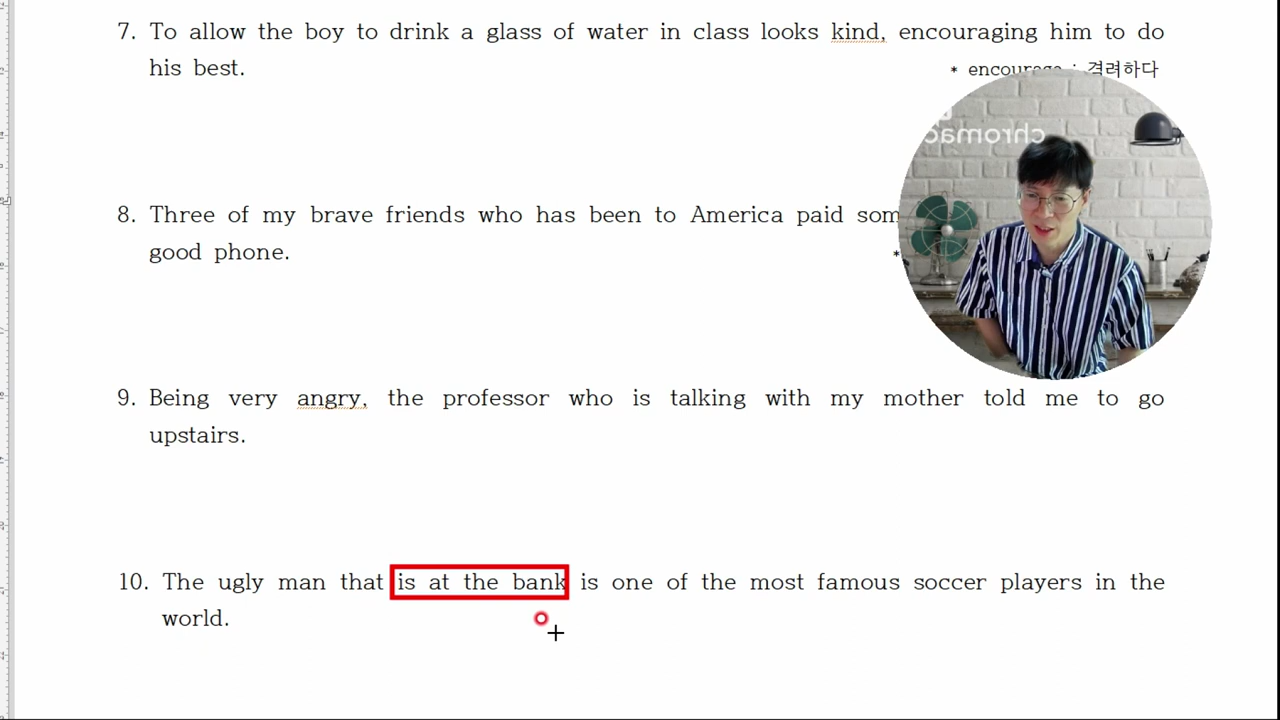 7. To allow the boy to drink a glass of water in class looks kind, encouraging him to do
his best.
* encourage : 격려하다
8. Three of my brave friends who has been to America paid
good phone.
*
9. Being very angry, the professor who is talking with my mother told me to go
upstairs.
10. The ugly man that is at the bank is one of the most famous soccer players in the
world.